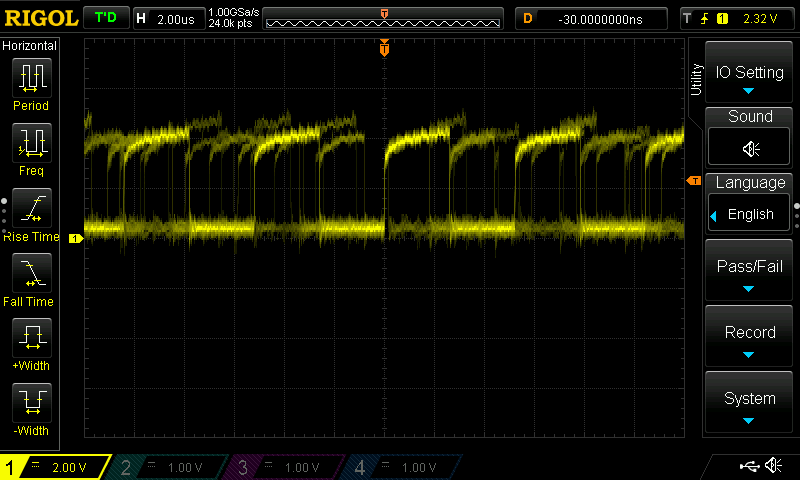 RIGOL T'D H 2.00us 1.00GSa/s 24.0k pts T D -30.0000000ns T 1 2.32 V
Horizontal
Period
Freq
Rise Time
Fall Time
+Width
-Width
T
T
1
Utility
IO Setting
Sound
Language
English
Pass/Fail
Record
System
1 = 2.00 V 2 = 1.00 V 3 = 1.00 V 4 = 1.00 V